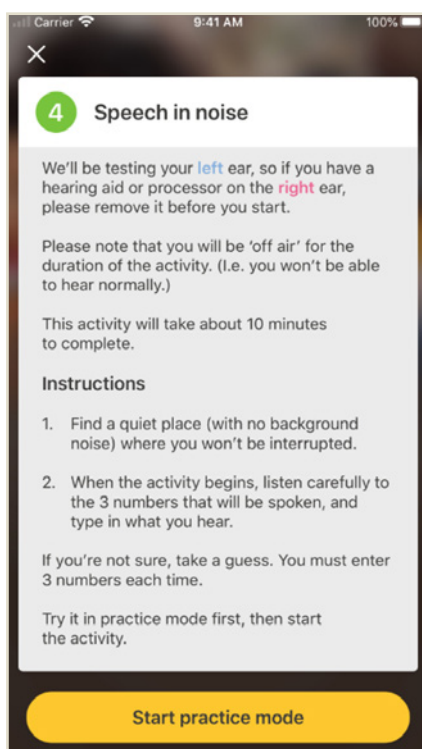 Carrier 9:41 AM 100%
4 Speech in noise
We'll be testing your left ear, so if you have a
hearing aid or processor on the right ear,
please remove it before you start.
Please note that you will be 'off air' for the
duration of the activity. (I.e. you won't be able
to hear normally.)
This activity will take about 10 minutes
to complete.
Instructions
1. Find a quiet place (with no background
noise) where you won't be interrupted.
2. When the activity begins, listen carefully to
the 3 numbers that will be spoken, and
type in what you hear.
If you're not sure, take a guess. You must enter
3 numbers each time.
Try it in practice mode first, then start
the activity.
Start practice mode